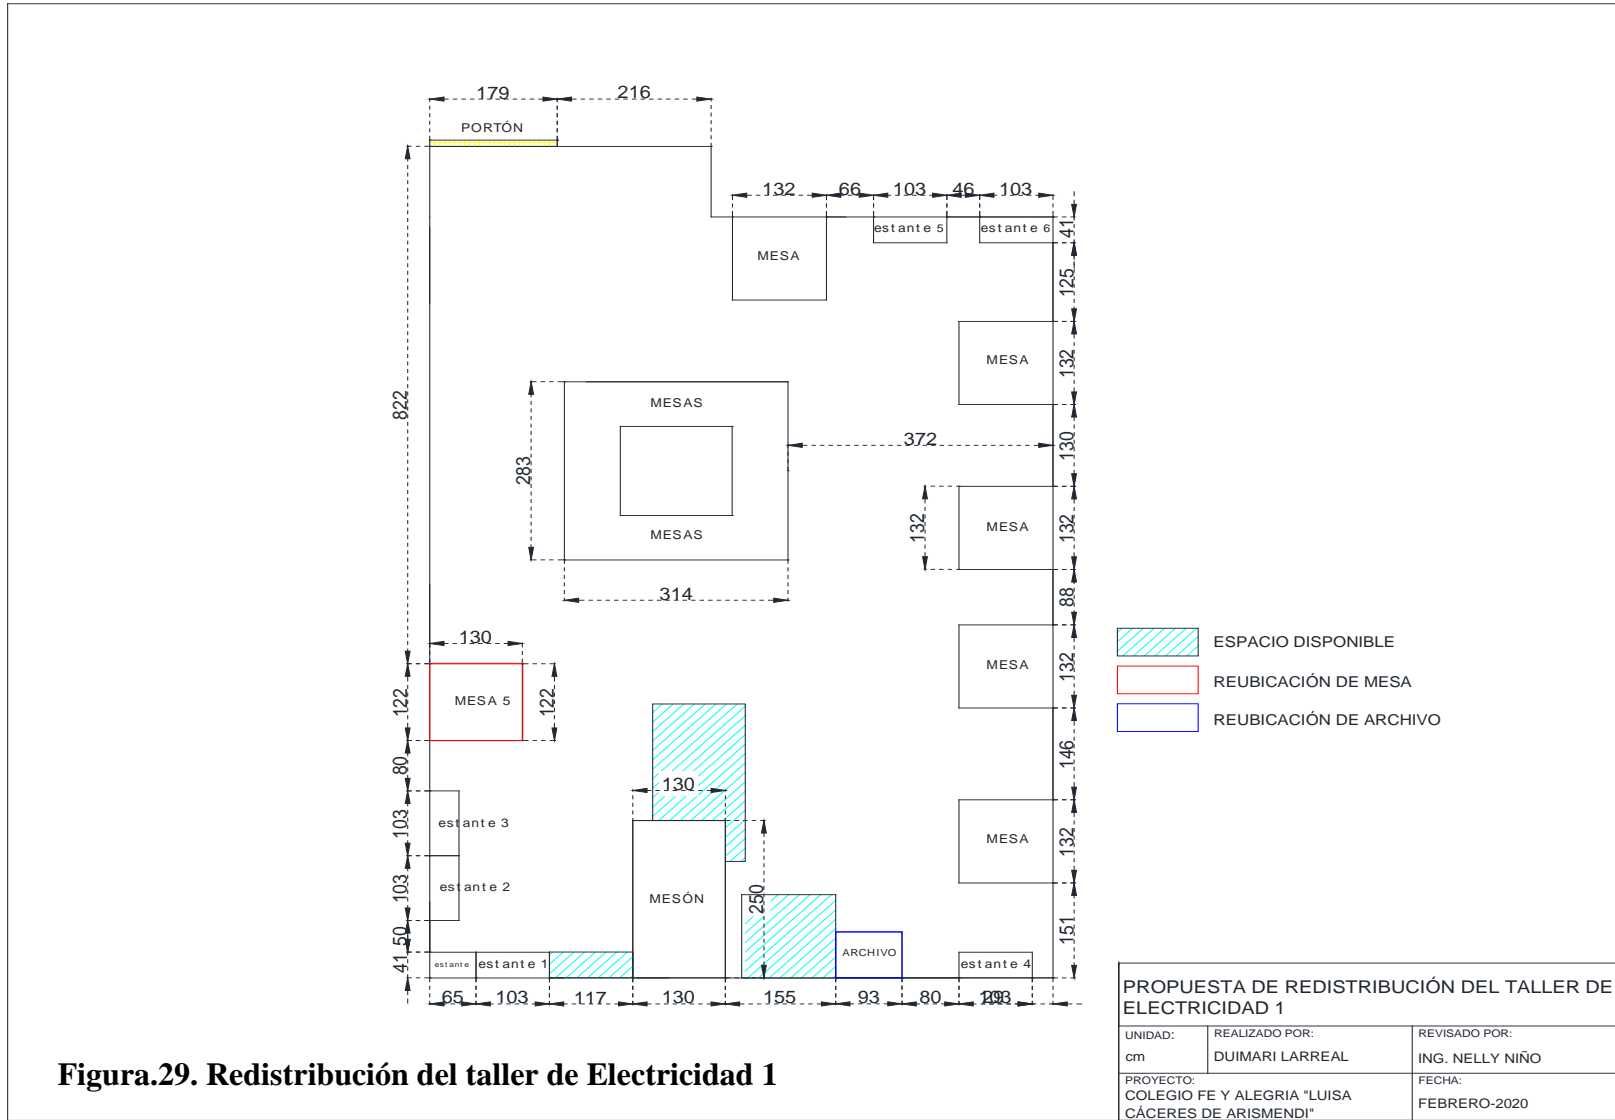 179 216
PORTÓN
132 66 103 46 103
estante 5 estante 6 41
MESA
125
MESA 132
822
MESAS
372 130
283
MESAS
132 MESA 132
314
88
130
MESA 132
122 MESA 5 122
146
80
130
103 estante 3
MESA 132
103 estante 2
MESÓN 250
50
ARCHIVO 151
41 estante estante 1 estante 4
65 103 117 130 155 93 80 103
ESPACIO DISPONIBLE
REUBICACIÓN DE MESA
REUBICACIÓN DE ARCHIVO
PROPUESTA DE REDISTRIBUCIÓN DEL TALLER DE
ELECTRICIDAD 1
UNIDAD: REALIZADO POR: REVISADO POR:
cm DUIMARI LARREAL ING. NELLY NIÑO
PROYECTO: FECHA:
COLEGIO FE Y ALEGRIA "LUISA
CÁCERES DE ARISMENDI" FEBRERO-2020
Figura.29. Redistribución del taller de Electricidad 1